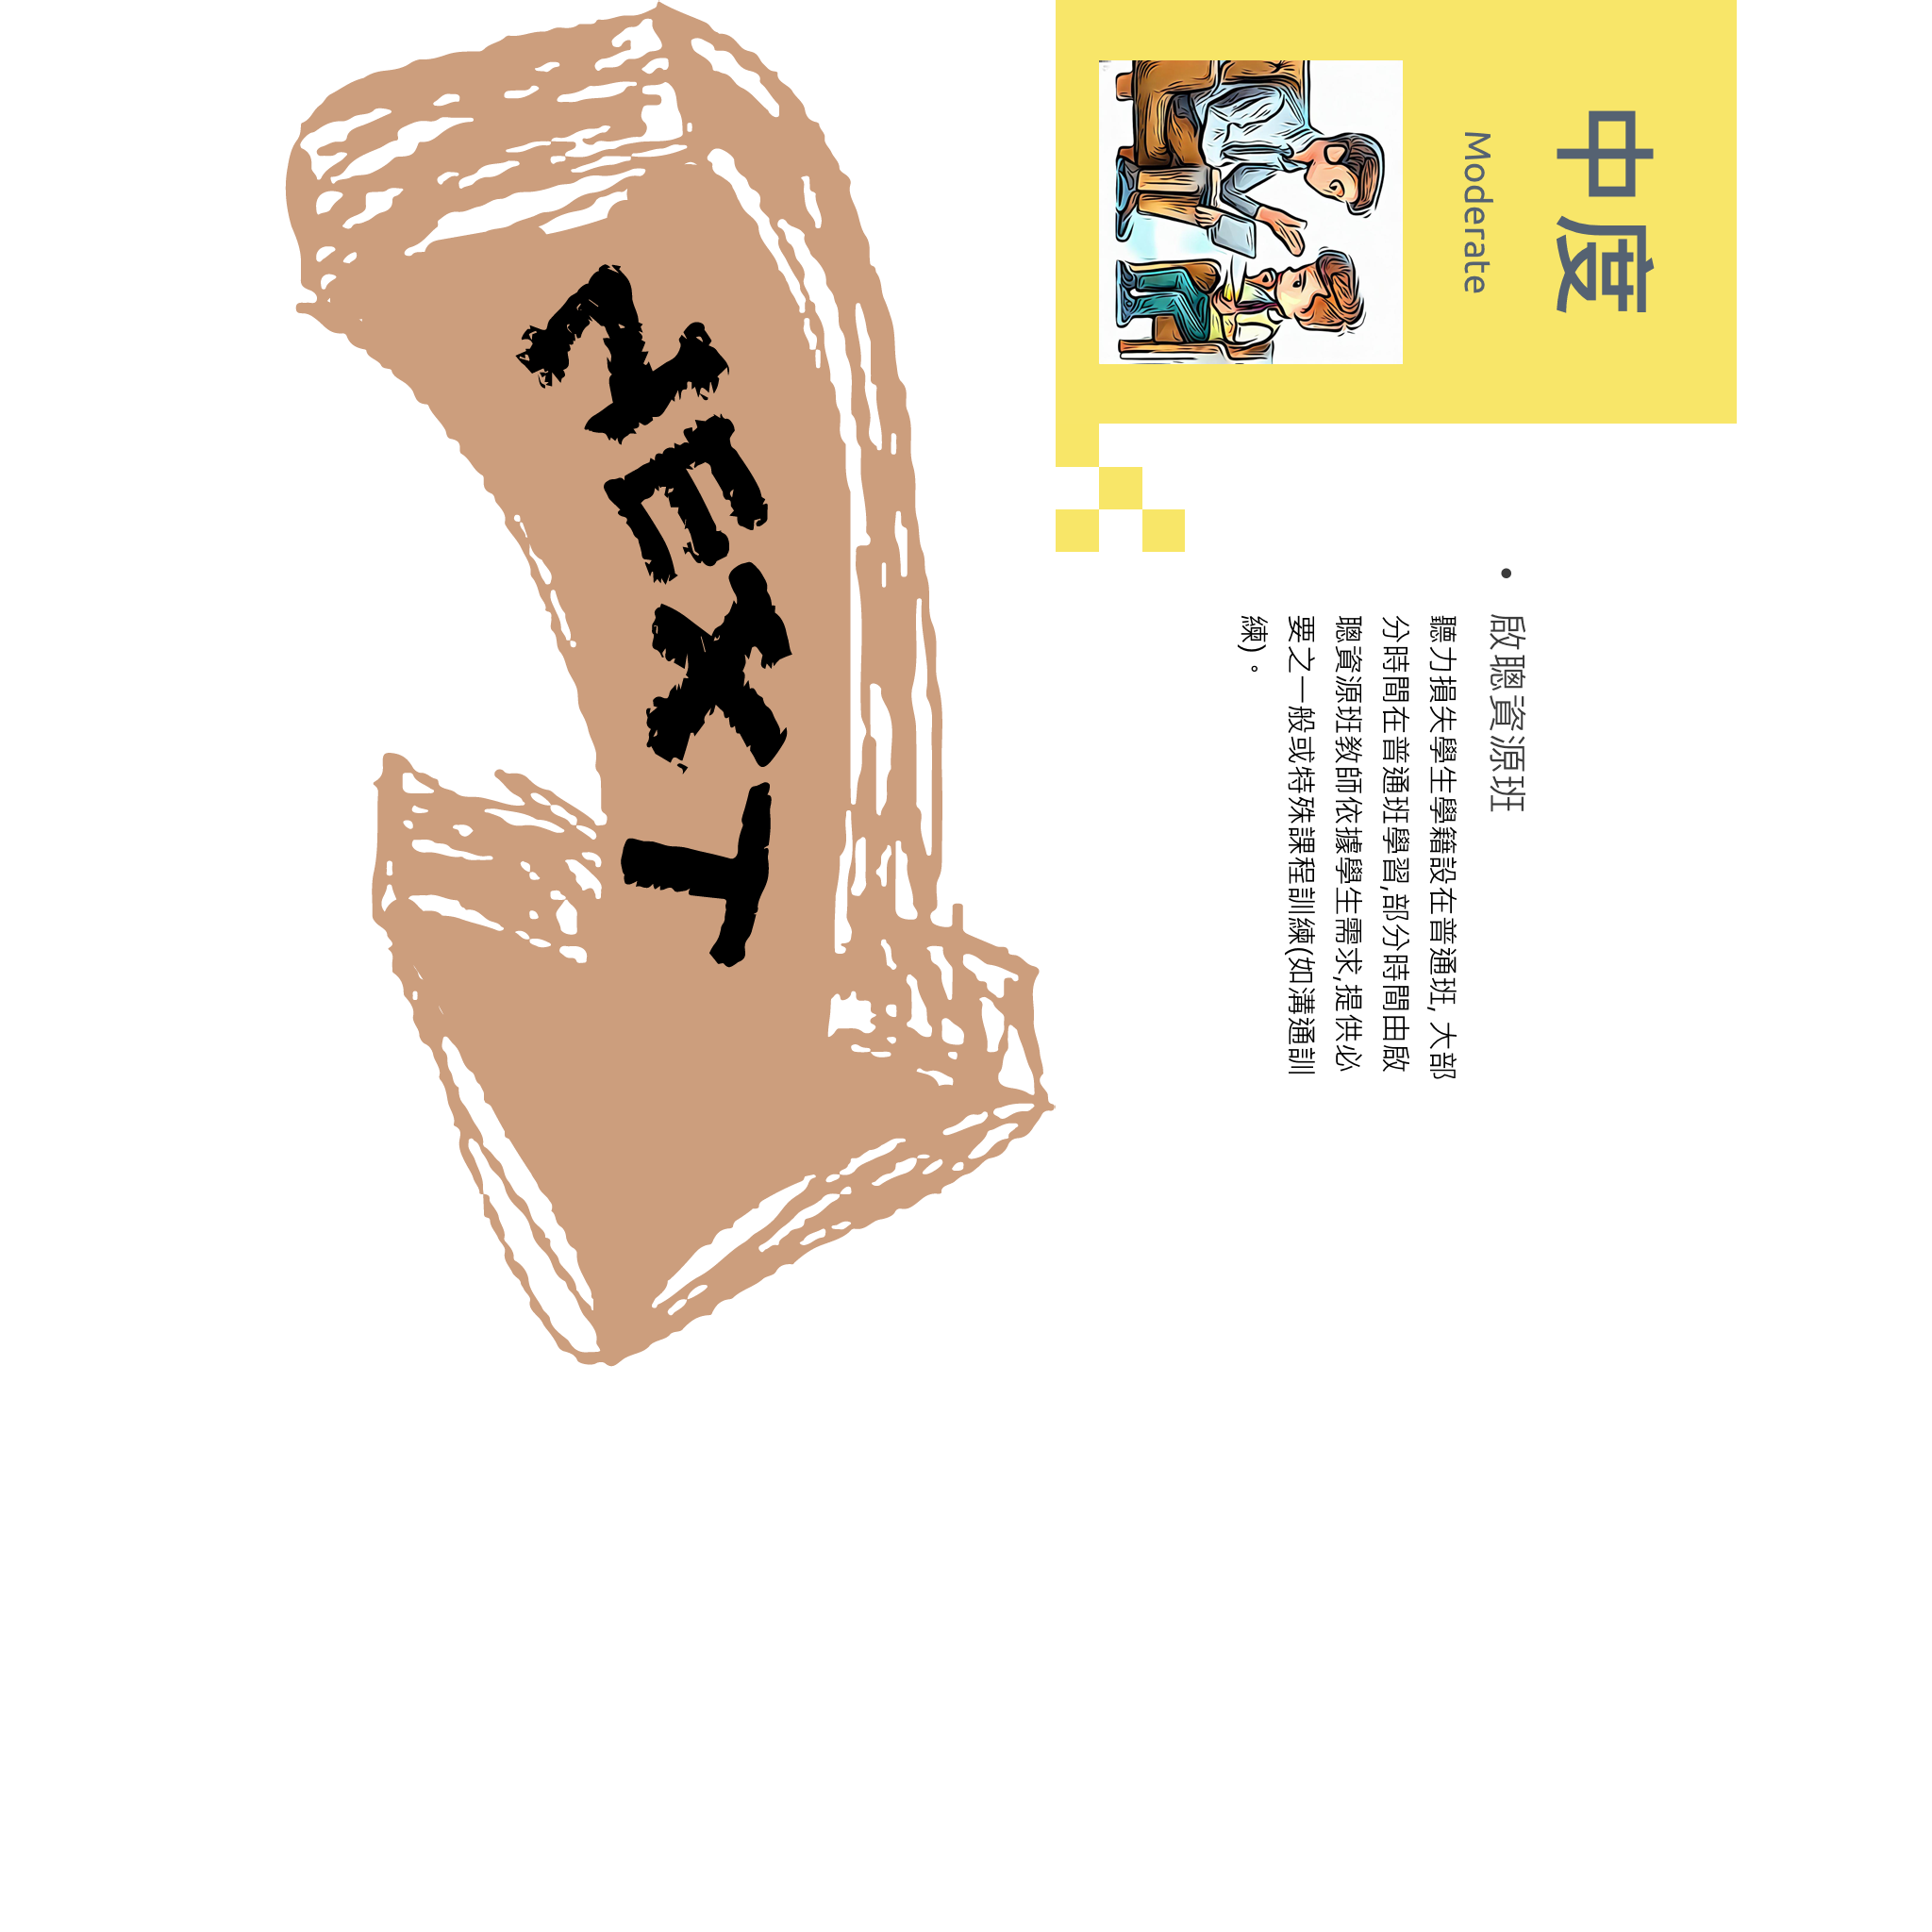 中度
Moderate
• 啟聰資源班
聽力損失學生學籍設在普通班, 大部
分時間在普通班學習,部分時間由啟
聰資源班教師依據學生需求,提供必
要之一般或特殊課程訓練(如溝通訓
練)。
NEXT